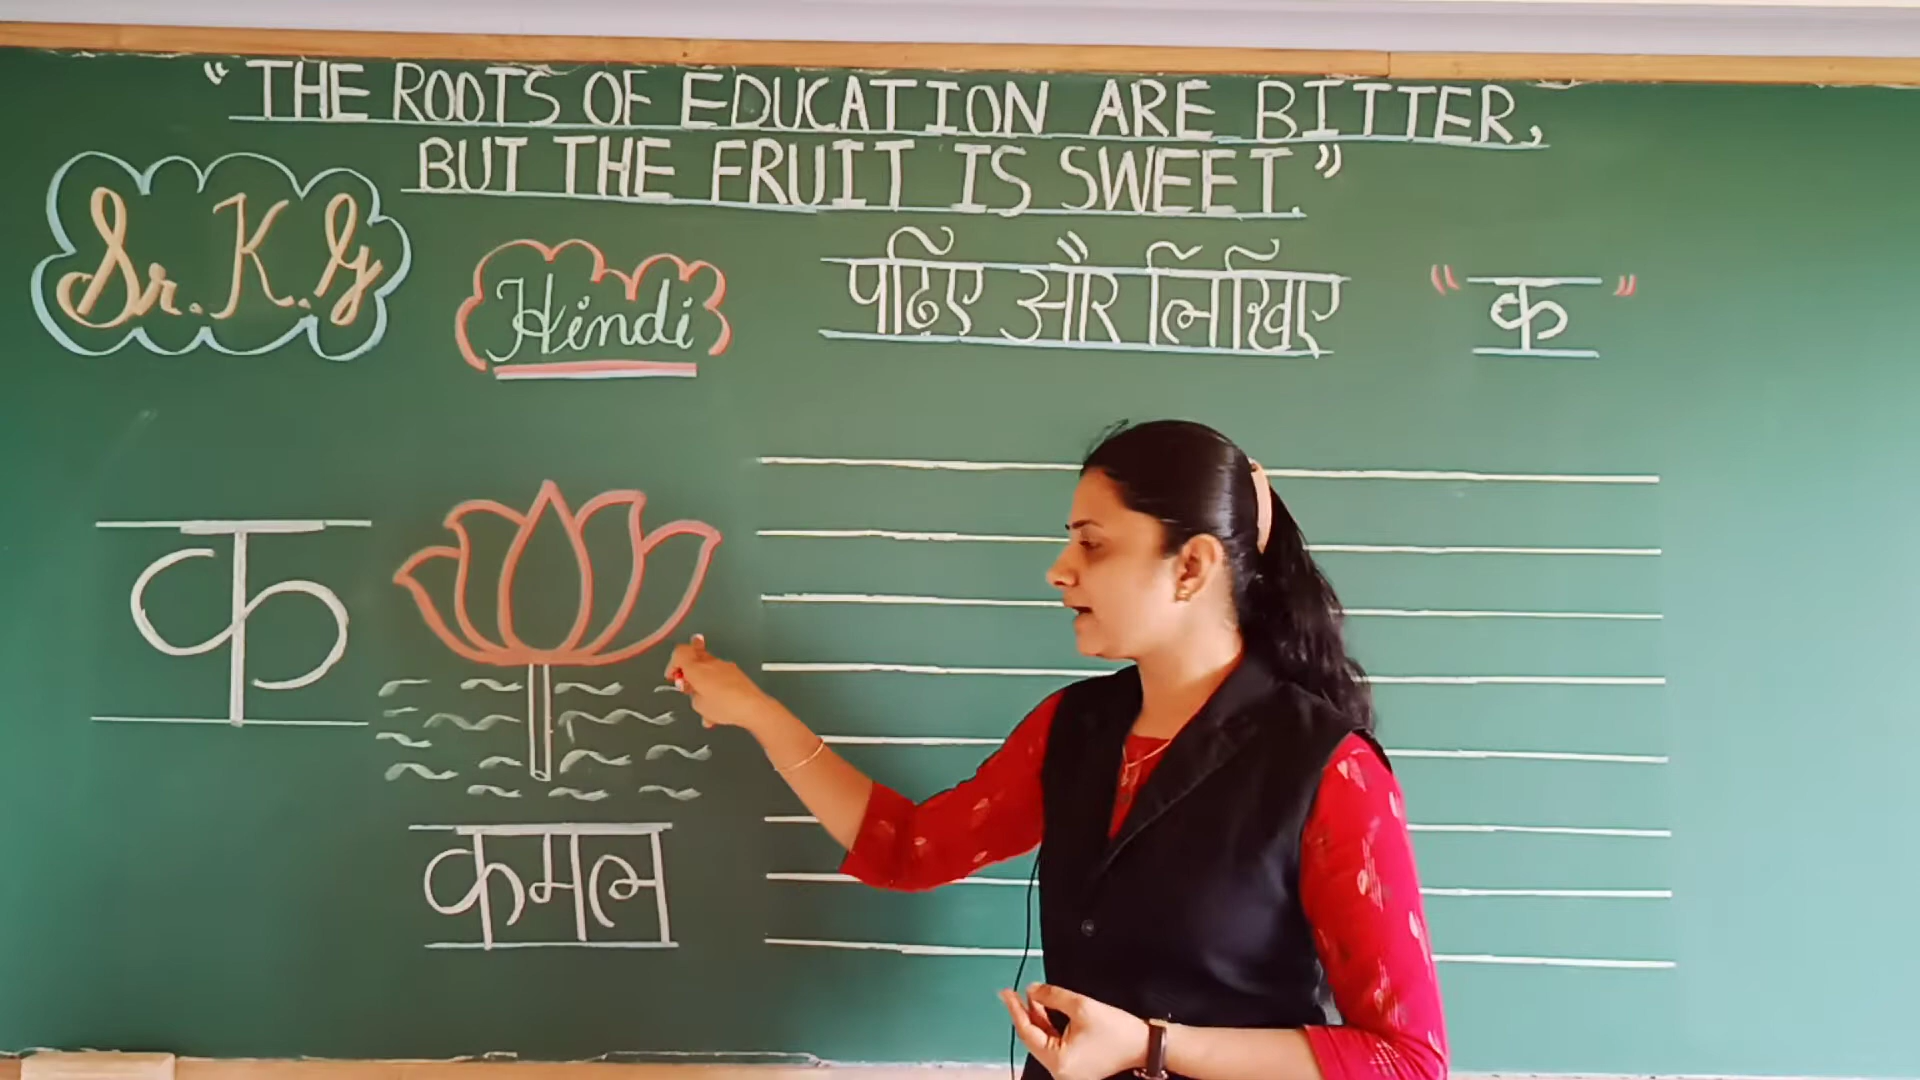 “THE ROOTS OF EDUCATION ARE BITTER,
BUT THE FRUIT IS SWEET.”
Sr. K.G
Hindi
पढ़िए और लिखिए "क"
क
कमल